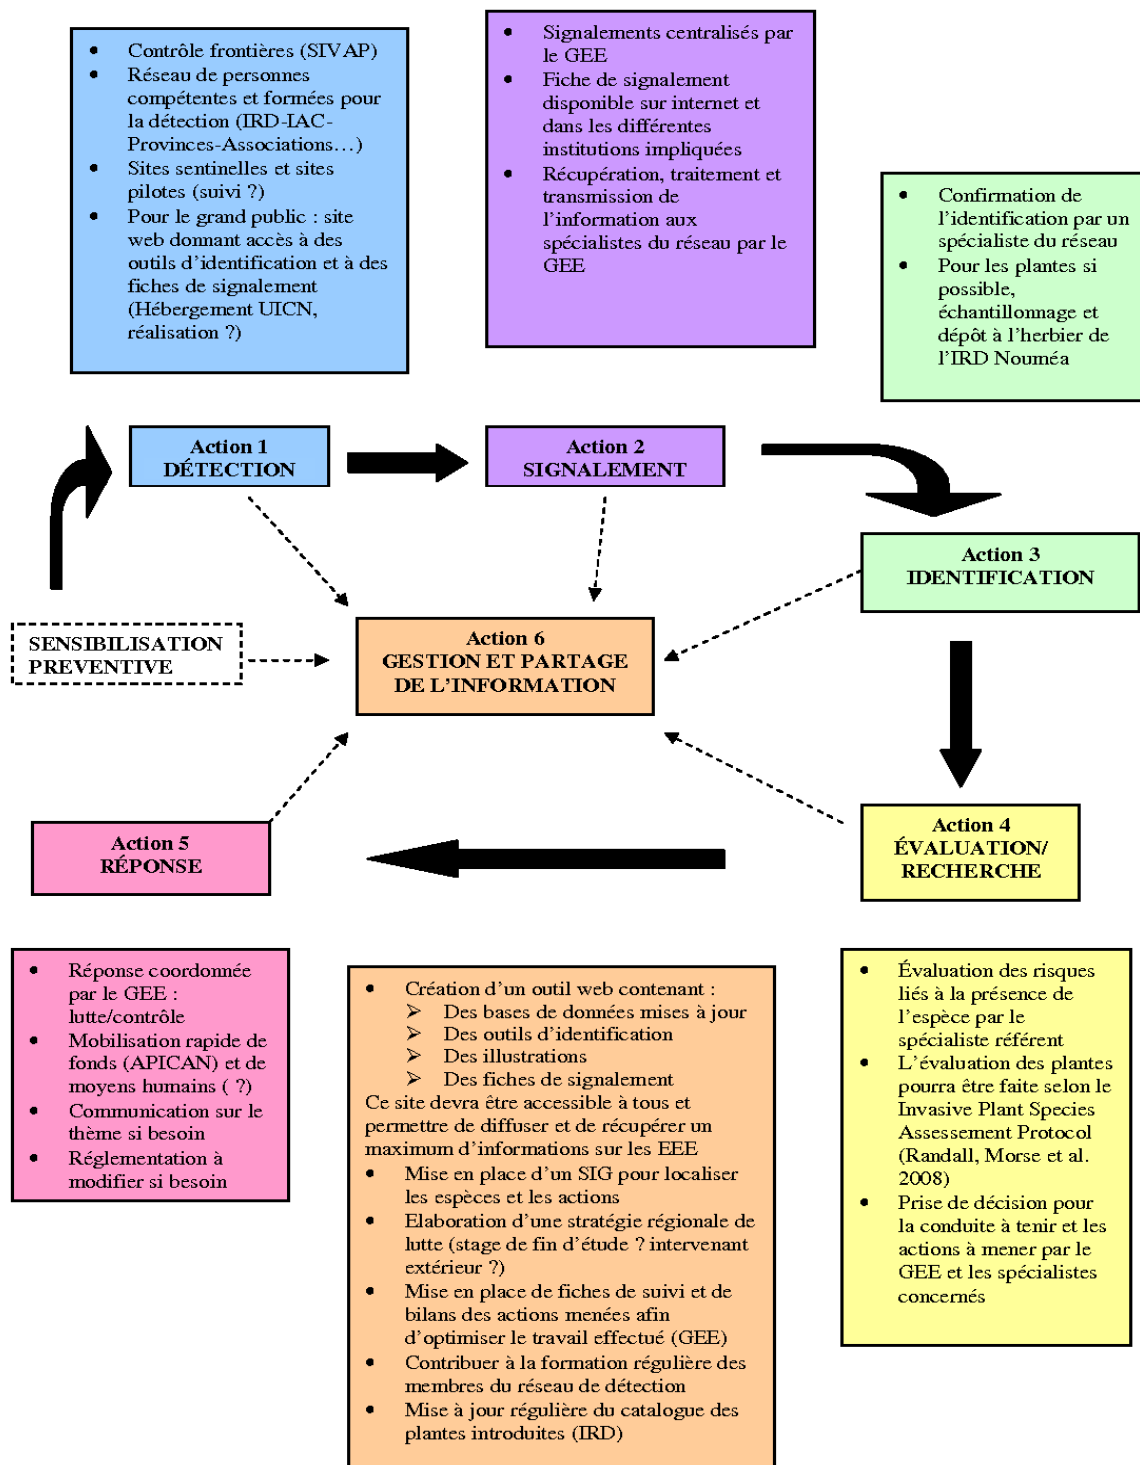 • Contrôle frontières (SIVAP)
• Réseau de personnes
compétentes et formées pour
la détection (IRD-IAC-
Provinces-Associations…)
• Sites sentinelles et sites
pilotes (suivi ?)
• Pour le grand public : site
web donnant accès à des
outils d’identification et à des
fiches de signalement
(Hébergement UICN,
réalisation ?)
• Signalements centralisés par
le GEE
• Fiche de signalement
disponible sur internet et
dans les différentes
institutions impliquées
• Récupération, traitement et
transmission de
l’information aux
spécialistes du réseau par le
GEE
• Confirmation de
l’identification par un
spécialiste du réseau
• Pour les plantes si
possible,
échantillonnage et
dépôt à l’herbier de
l’IRD Nouméa
Action 1
DÉTECTION
Action 2
SIGNALEMENT
Action 3
IDENTIFICATION
SENSIBILISATION
PREVENTIVE
Action 6
GESTION ET PARTAGE
DE L’INFORMATION
Action 5
RÉPONSE
Action 4
ÉVALUATION/
RECHERCHE
• Réponse coordonnée
par le GEE :
lutte/contrôle
• Mobilisation rapide de
fonds (APICAN) et de
moyens humains ( ?)
• Communication sur le
thème si besoin
• Réglementation à
modifier si besoin
• Création d’un outil web contenant :
➢ Des bases de données mises à jour
➢ Des outils d’identification
➢ Des illustrations
➢ Des fiches de signalement
Ce site devra être accessible à tous et
permettre de diffuser et de récupérer un
maximum d’informations sur les EEE
• Mise en place d’un SIG pour localiser
les espèces et les actions
• Elaboration d’une stratégie régionale de
lutte (stage de fin d’étude ? intervenant
extérieur ?)
• Mise en place de fiches de suivi et de
bilans des actions menées afin
d’optimiser le travail effectué (GEE)
• Contribuer à la formation régulière des
membres du réseau de détection
• Mise à jour régulière du catalogue des
plantes introduites (IRD)
• Évaluation des risques
liés à la présence de
l’espèce par le
spécialiste référent
• L’évaluation des plantes
pourra être faite selon le
Invasive Plant Species
Assessement Protocol
(Randall, Morse et al.
2008)
• Prise de décision pour
la conduite à tenir et les
actions à mener par le
GEE et les spécialistes
concernés